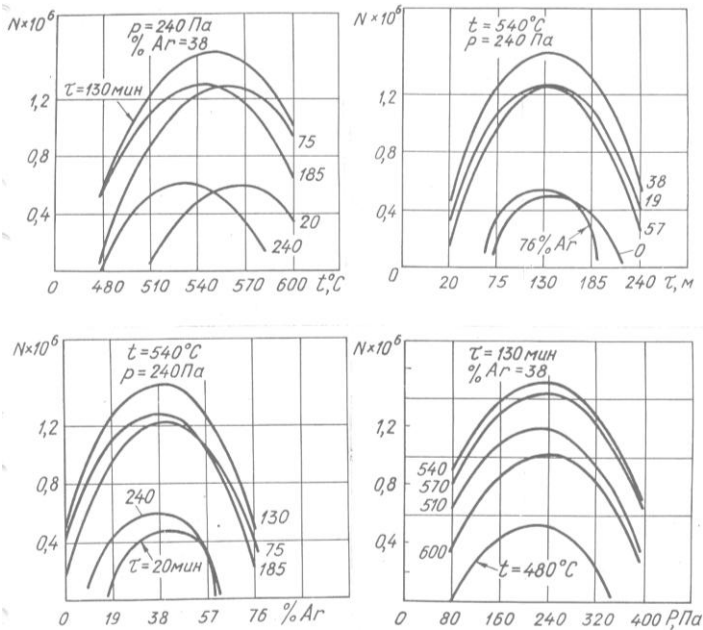 N×10⁶
p=240 Па
% Ar=38
τ=130 мин
1,2
0,8
0,4
75
185
20
240
0 480 510 540 570 600 t°C
N×10⁶
t=540°C
p=240 Па
1,2
0,8
0,4
38
19
57
76% Ar
0
0
20 70 130 185 240 τ, м
N×10⁶
t=540°C
p=240 Па
1,2
0,8
0,4
240
τ=20 мин
130
75
185
0 19 38 57 76 % Ar
N×10⁶
τ=130 мин
% Ar=38
1,2
0,8
0,4
540
570
510
600
t=480°C
0 80 160 240 320 400 P, Па